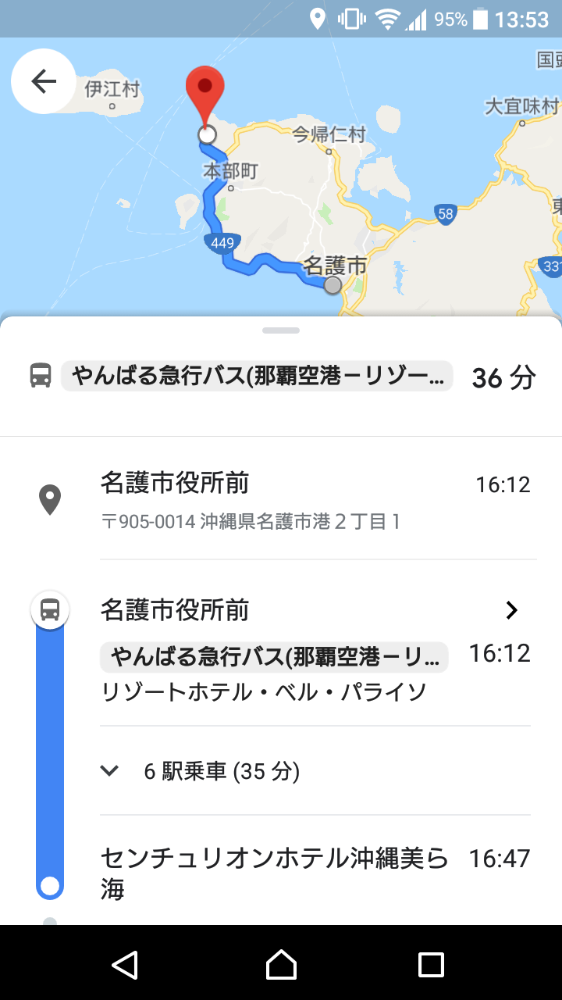 95% 13:53
国頭
伊江村
大宜味村
今帰仁村
本部町
東
58
449
331
名護市
やんばる急行バス(那覇空港－リゾー... 36 分
名護市役所前 16:12
〒905-0014 沖縄県名護市港２丁目１
名護市役所前
やんばる急行バス(那覇空港－リ... 16:12
リゾートホテル・ベル・パライソ
6 駅乗車 (35 分)
センチュリオンホテル沖縄美ら 16:47
海